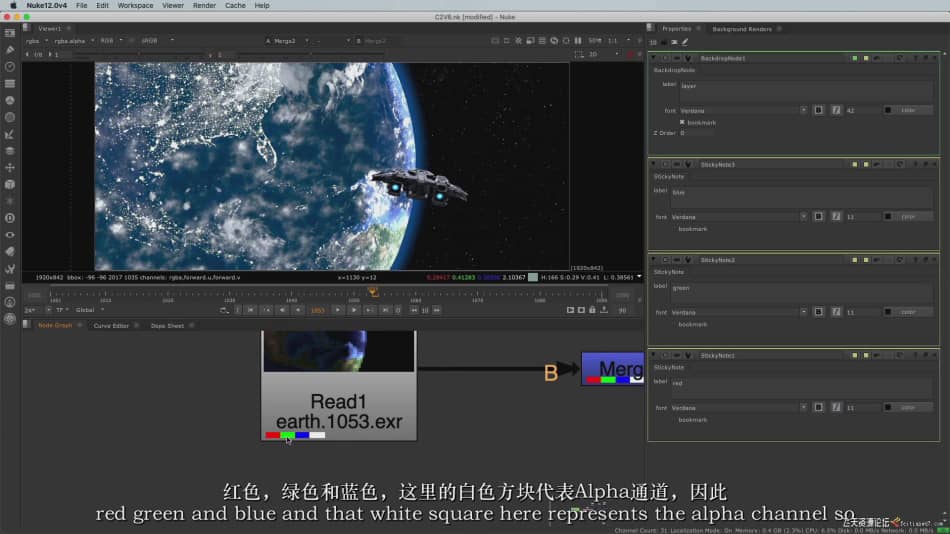 Nuke12.0v4 File Edit Workspace Viewer Render Cache Help
C2V6.nk [modified] - Nuke
Viewer1
rgba rgba.alpha RGB sRGB A Merge2 - B Merge2 50% 1:1
f/8 1 Y 1 20
1920x842 bbox: -96 -96 2017 1035 channels: rgba,forward.u,forward.v x=1130 y=12 0.41283 2.10367 H:165 S:0.29 V:0.41 L: 0.38561
[1920x842]
24* TF Global 1053 10 90
Node Graph Curve Editor Dope Sheet
Read1
earth.1053.exr
B
Merg
Properties Background Renders
10
BackdropNode1
BackdropNode
label layer
font Verdana 42 color
bookmark
Z Order 0
StickyNote3
StickyNote
label blue
font Verdana 11 color
bookmark
StickyNote2
StickyNote
label green
font Verdana 11 color
bookmark
StickyNote1
StickyNote
label red
font Verdana 11 color
bookmark
红色，绿色和蓝色，这里的白色方块代表Alpha通道，因此
red green and blue and that white square here represents the alpha channel so
Channel Count: 31 Localization Mode: On Memory: 0.4 GB (2.3%) CPU: 6.0% Disk: 0.0 MB/s Network: 0.0 MB/s